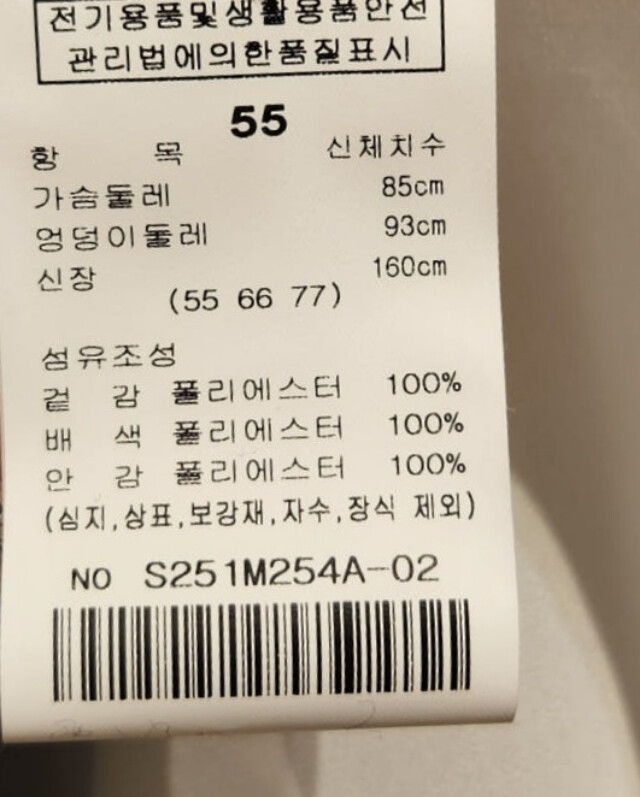 전기용품및생활용품안전
관리법에의한품질표시
55
항 목 신체치수
가슴둘레 85cm
엉덩이둘레 93cm
신장 160cm
(55 66 77)
섬유조성
겉 감 폴리에스터 100%
배 색 폴리에스터 100%
안 감 폴리에스터 100%
(심지,상표,보강재,자수,장식 제외)
NO S251M254A-02